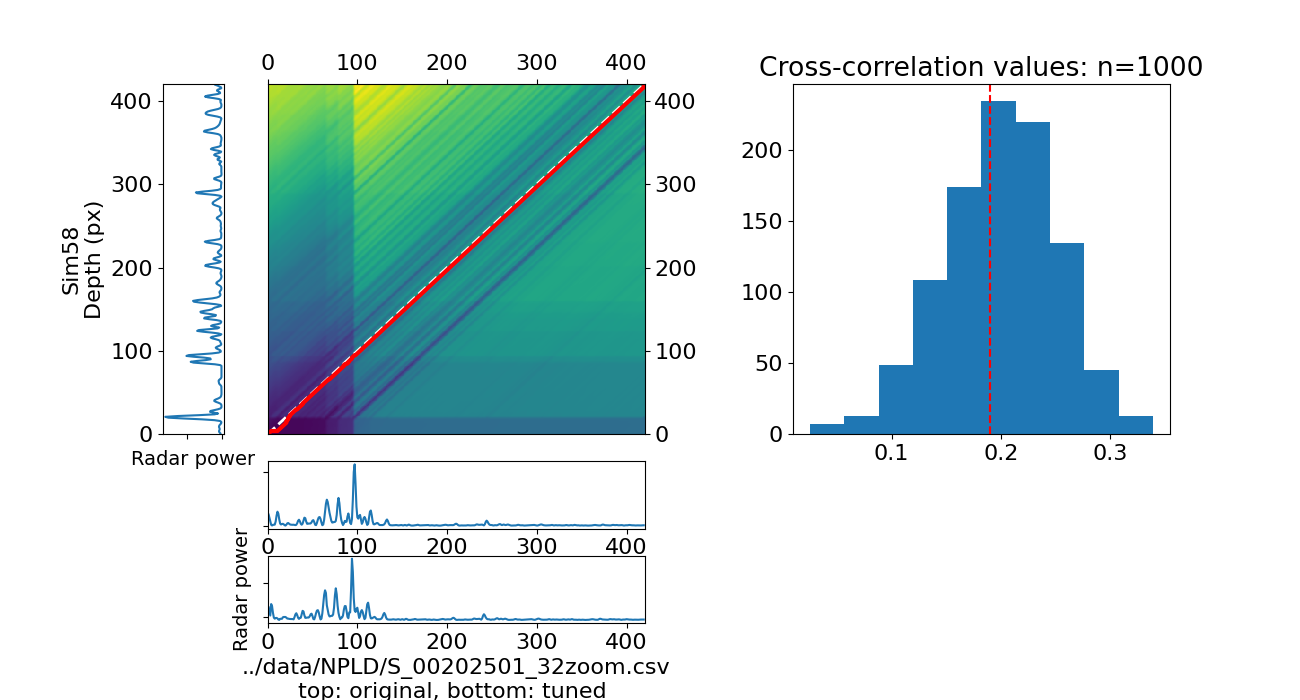 Cross-correlation values: n=1000
0 100 200 300 400
400 300 200 100 0
Sim58
Depth (px)
Radar power
400 300 200 100 0
200 150 100 50 0
0.1 0.2 0.3
0 100 200 300 400
Radar power
0 100 200 300 400
../data/NPLD/S_00202501_32zoom.csv
top: original, bottom: tuned